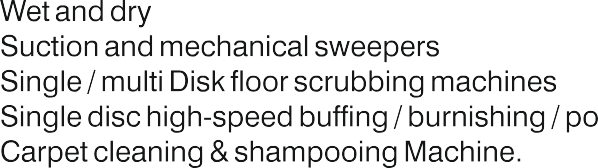 Wet and dry
Suction and mechanical sweepers
Single / multi Disk floor scrubbing machines
Single disc high-speed buffing / burnishing / po
Carpet cleaning & shampooing Machine.